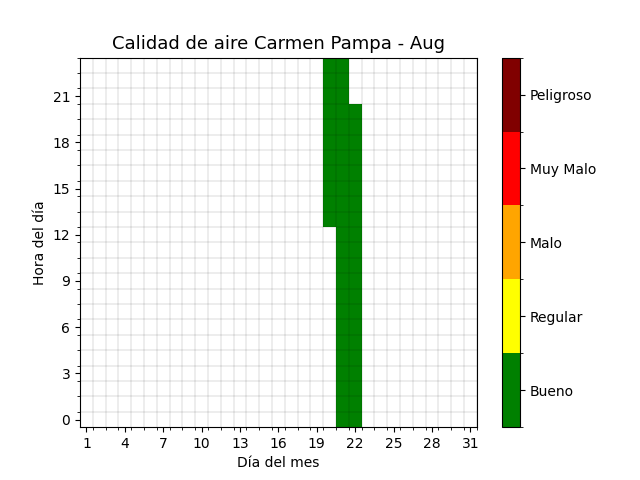 Calidad de aire Carmen Pampa - Aug
21
18
15
12
9
6
3
0
Hora del día
1 4 7 10 13 16 19 22 25 28 31
Día del mes
Peligroso
Muy Malo
Malo
Regular
Bueno